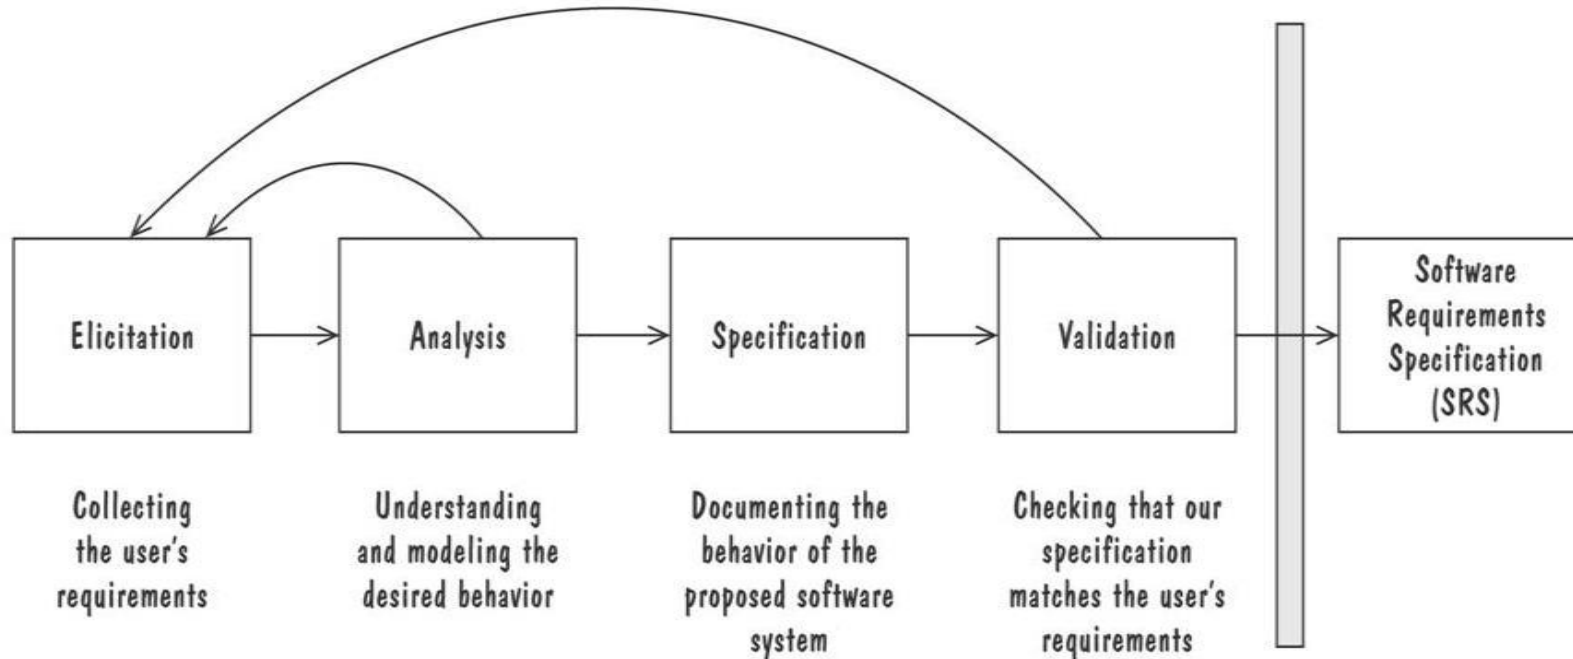 Elicitation
Analysis
Specification
Validation
Software
Requirements
Specification
(SRS)
Collecting
the user's
requirements
Understanding
and modeling the
desired behavior
Documenting the
behavior of the
proposed software
system
Checking that our
specification
matches the user's
requirements